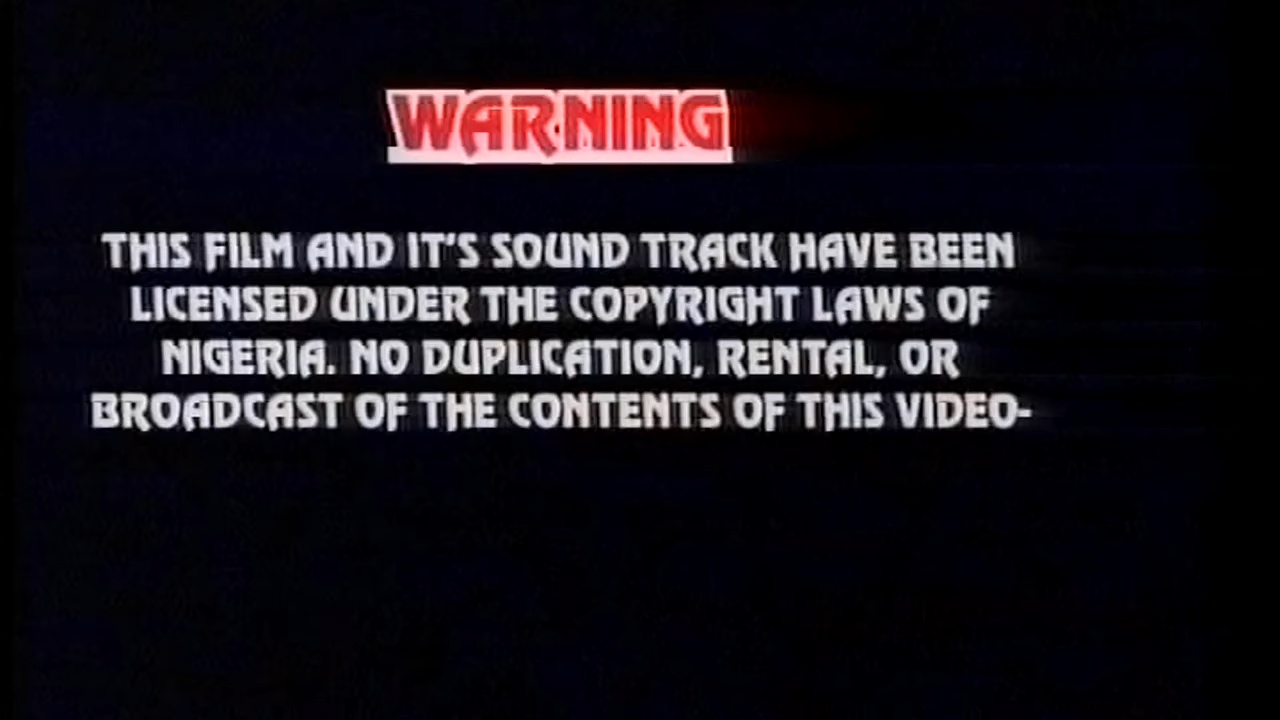 WARNING
THIS FILM AND IT'S SOUND TRACK HAVE BEEN
LICENSED UNDER THE COPYRIGHT LAWS OF
NIGERIA. NO DUPLICATION, RENTAL, OR
BROADCAST OF THE CONTENTS OF THIS VIDEO-